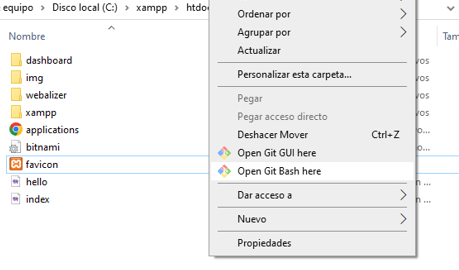 equipo > Disco local (C:) > xampp > htdoc
Nombre
dashboard
img
webalizer
xampp
applications
bitnami
favicon
hello
index
Ordenar por
Agrupar por
Actualizar
Personalizar esta carpeta...
Pegar
Pegar acceso directo
Deshacer Mover Ctrl+Z
Open Git GUI here
Open Git Bash here
Dar acceso a
Nuevo
Propiedades
Tam
vos
vos
vos
vos